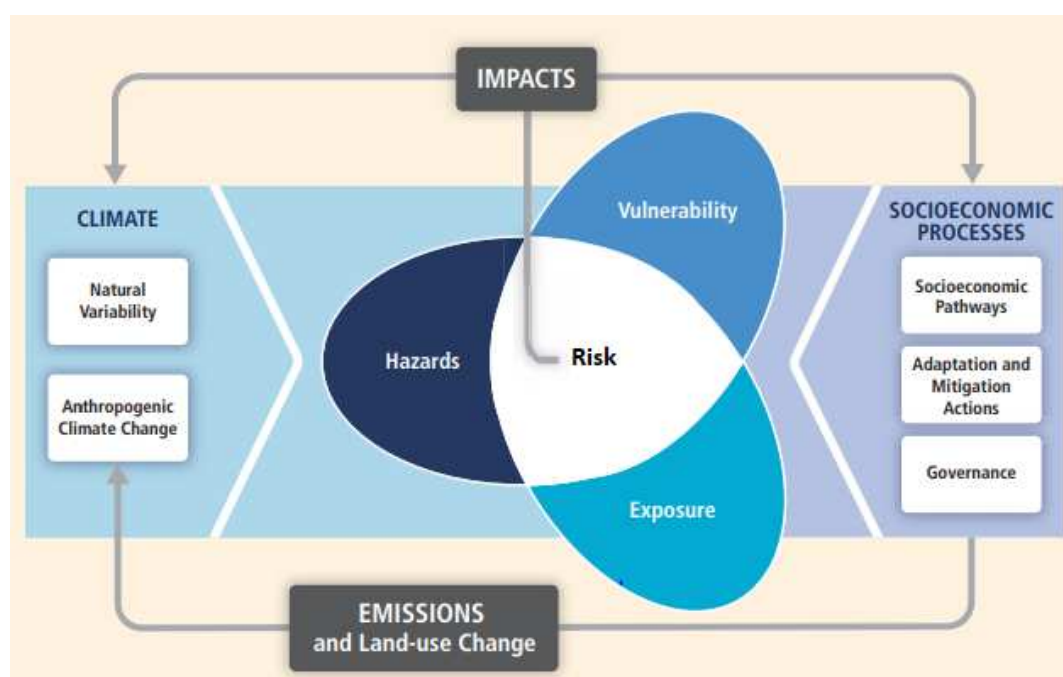 IMPACTS
CLIMATE
Natural
Variability
Anthropogenic
Climate Change
Vulnerability
Hazards
Risk
Exposure
SOCIOECONOMIC
PROCESSES
Socioeconomic
Pathways
Adaptation and
Mitigation
Actions
Governance
EMISSIONS
and Land-use Change